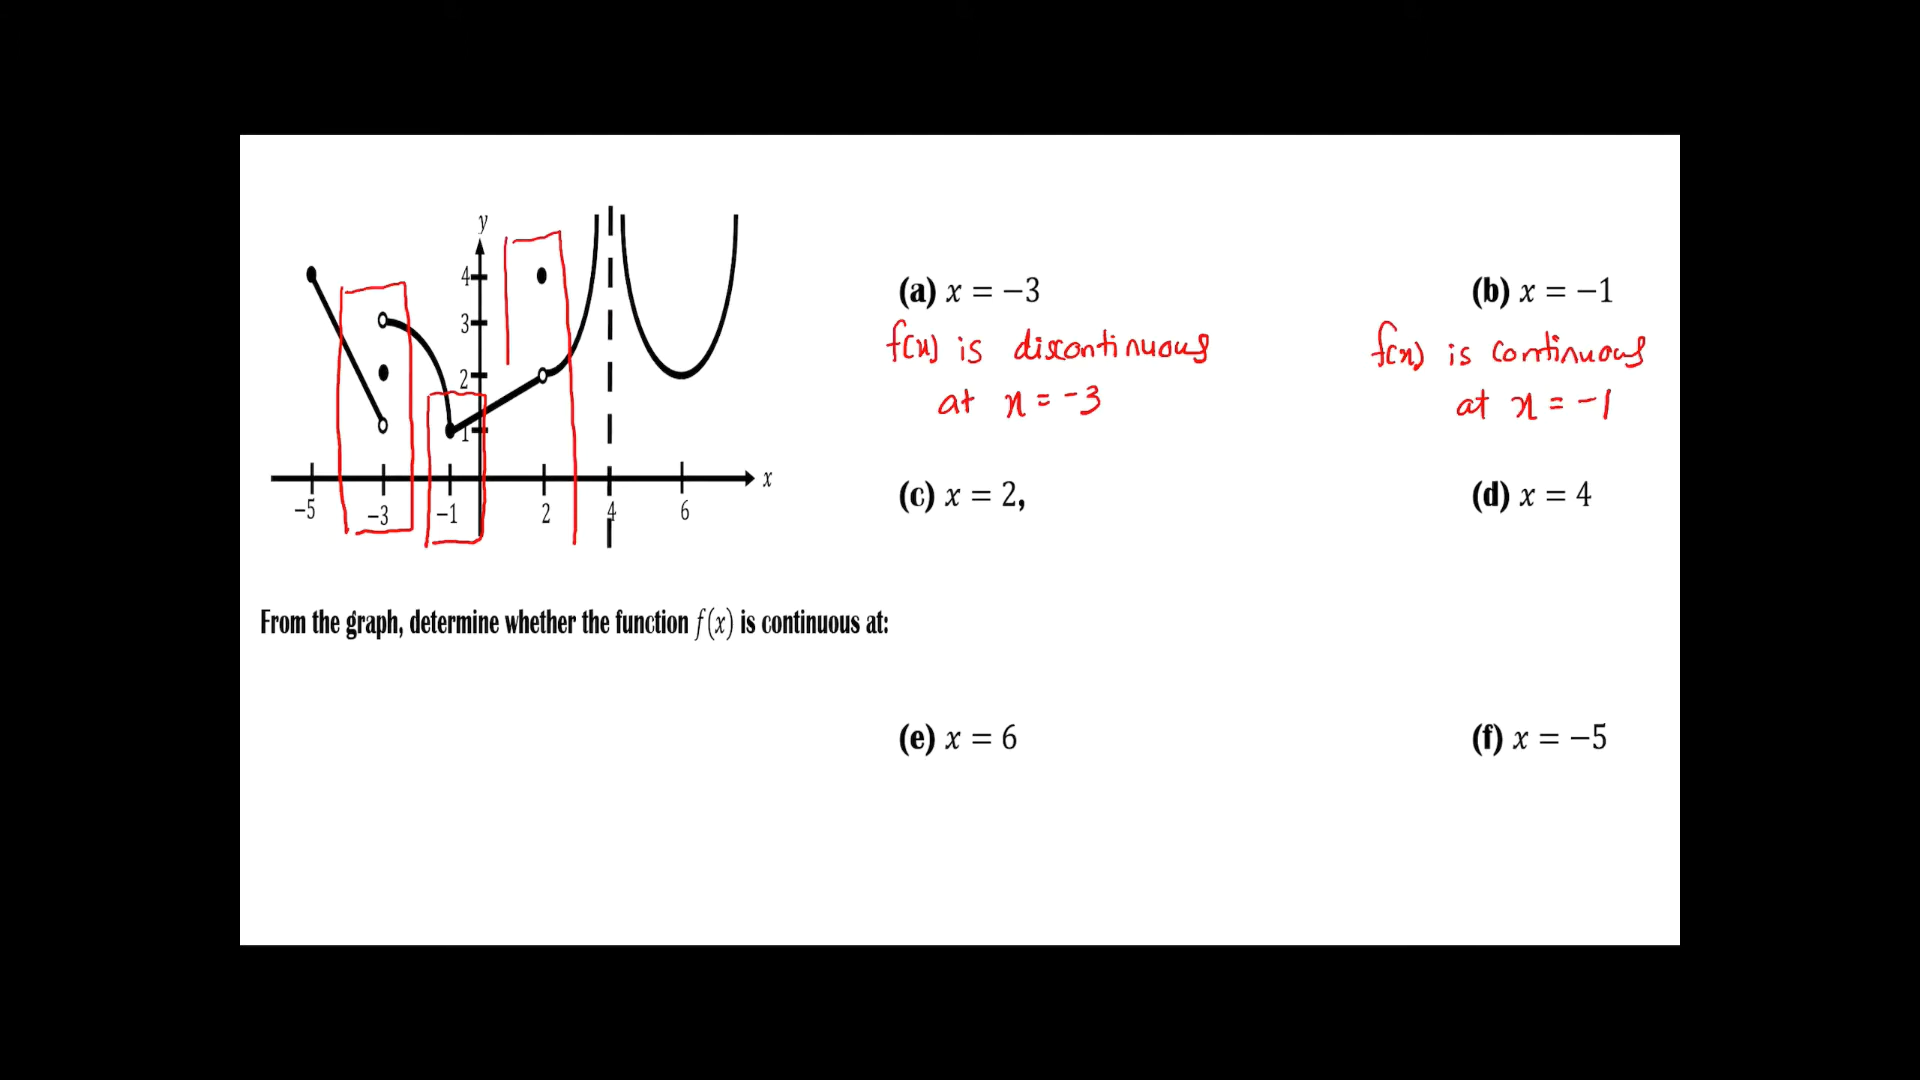 y
4
3
2
1
x
−5
−3
−1
2
4
6
(a) x = −3
f(x) is discontinuous
at x = -3
(b) x = −1
f(x) is continuous
at x = -1
(c) x = 2,
(d) x = 4
From the graph, determine whether the function f(x) is continuous at:
(e) x = 6
(f) x = −5